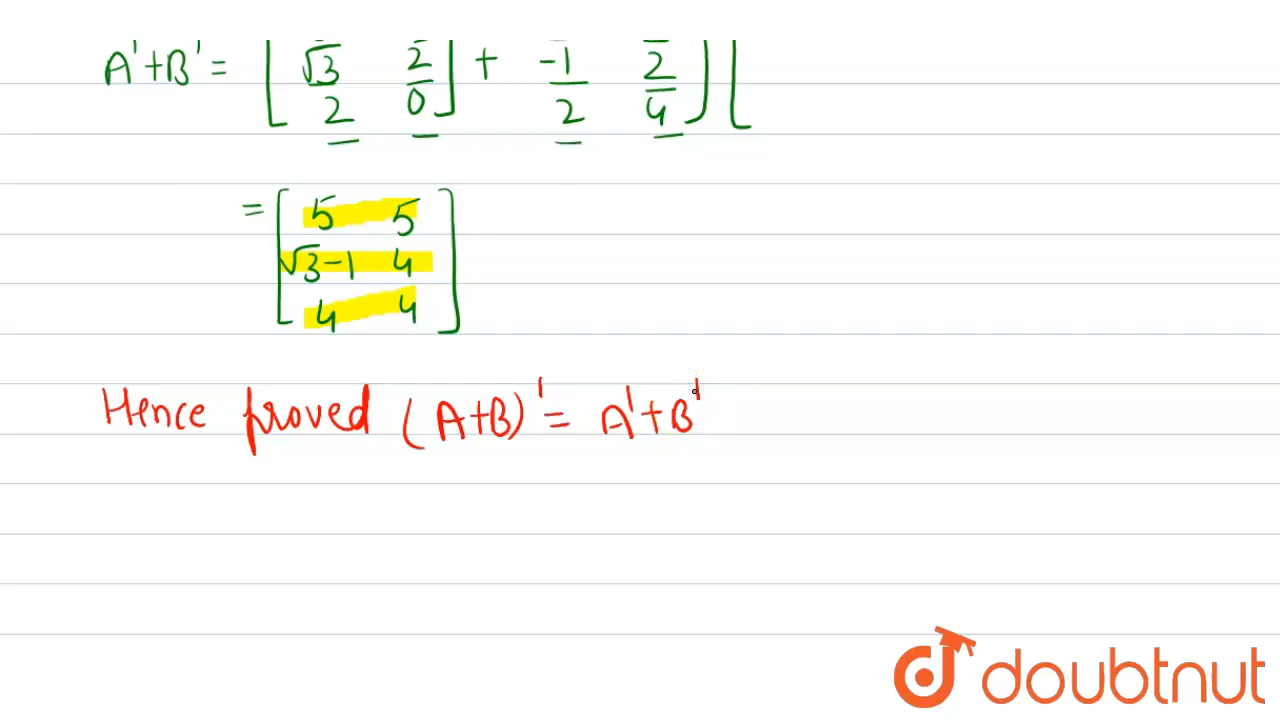 A'+B'= [ √3 2 ] + -1 2 ] [
2 0 2 4
= [ 5 5
√3-1 4
4 4 ]
Hence proved (A+B)'= A'+B'
doubtnut